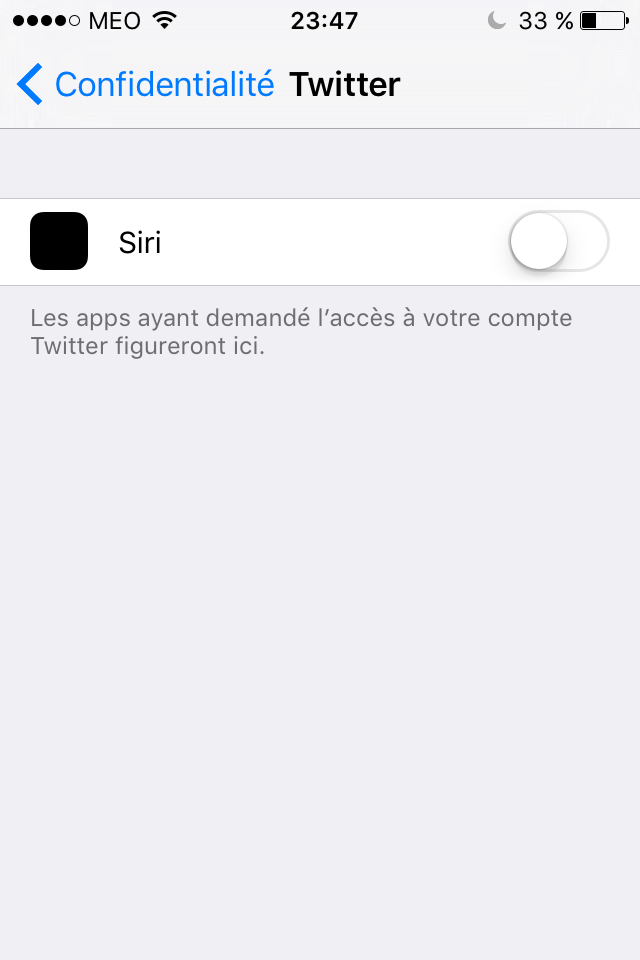 MEO 23:47 33 %
Confidentialité Twitter
Siri
Les apps ayant demandé l’accès à votre compte
Twitter figureront ici.